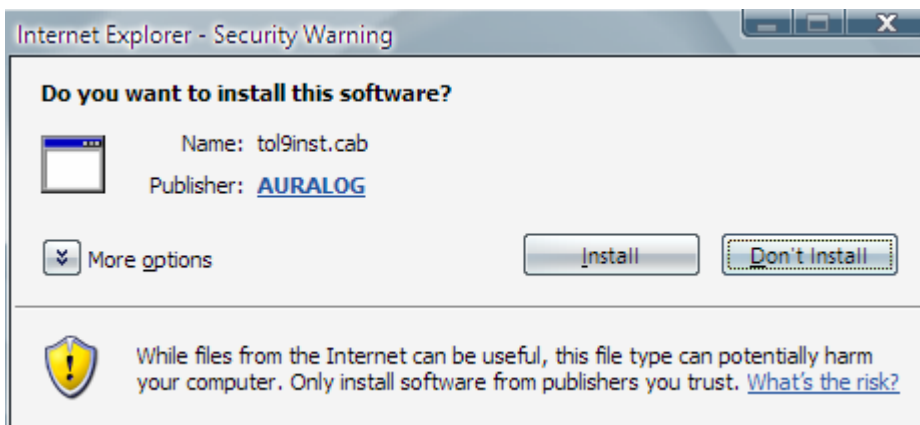 Internet Explorer - Security Warning
Do you want to install this software?
Name: tol9inst.cab
Publisher: AURALOG
More options
Install
Don't Install
While files from the Internet can be useful, this file type can potentially harm
your computer. Only install software from publishers you trust. What's the risk?